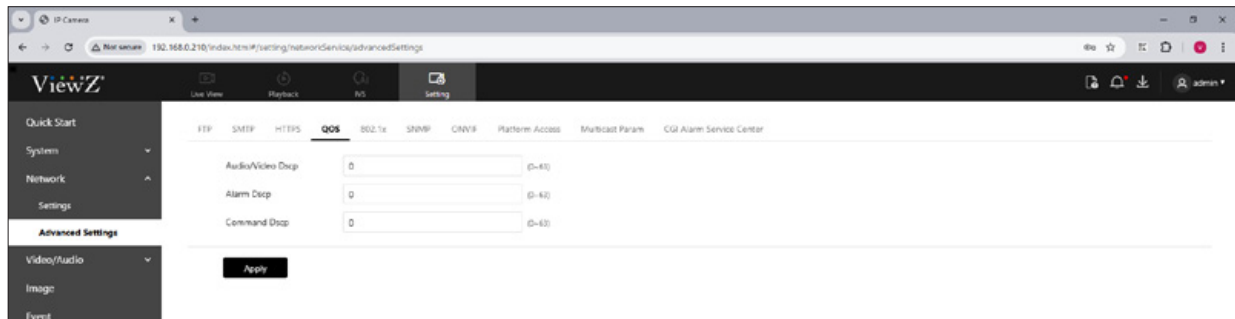 IP Camera
Not secure 192.168.0.210/index.html#/setting/networkService/advancedSettings
ViewZ
Live View Playback IVS Setting
admin
Quick Start
System
Network
Settings
Advanced Settings
Video/Audio
Image
Event
FTP SMTP HTTPS QOS 802.1x SNMP ONVIF Platform Access Multicast Param CGI Alarm Service Center
Audio/Video Dscp 0 (0~63)
Alarm Dscp 0 (0~63)
Command Dscp 0 (0~63)
Apply